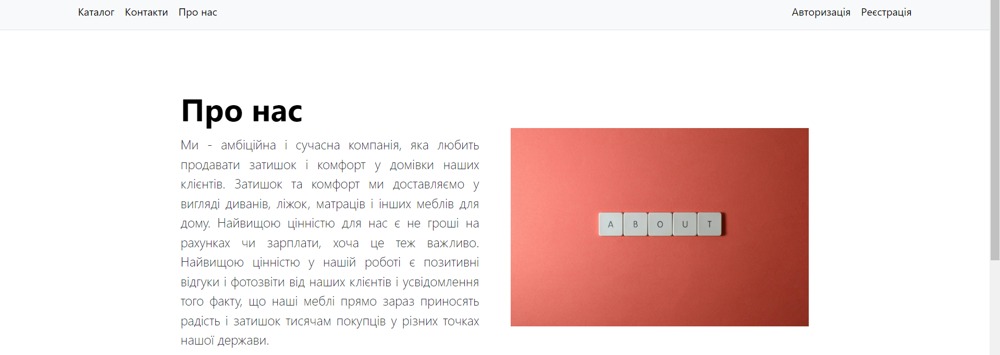 Каталог Контакти Про нас Авторизація Реєстрація
Про нас
Ми - амбіційна і сучасна компанія, яка любить
продавати затишок і комфорт у домівки наших
клієнтів. Затишок та комфорт ми доставляємо у
вигляді диванів, ліжок, матраців і інших меблів для
дому. Найвищою цінністю для нас є не гроші на
рахунках чи зарплати, хоча це теж важливо.
Найвищою цінністю у нашій роботі є позитивні
відгуки і фотозвіти від наших клієнтів і усвідомлення
того факту, що наші меблі прямо зараз приносять
радість і затишок тисячам покупців у різних точках
нашої держави.
ABOUT